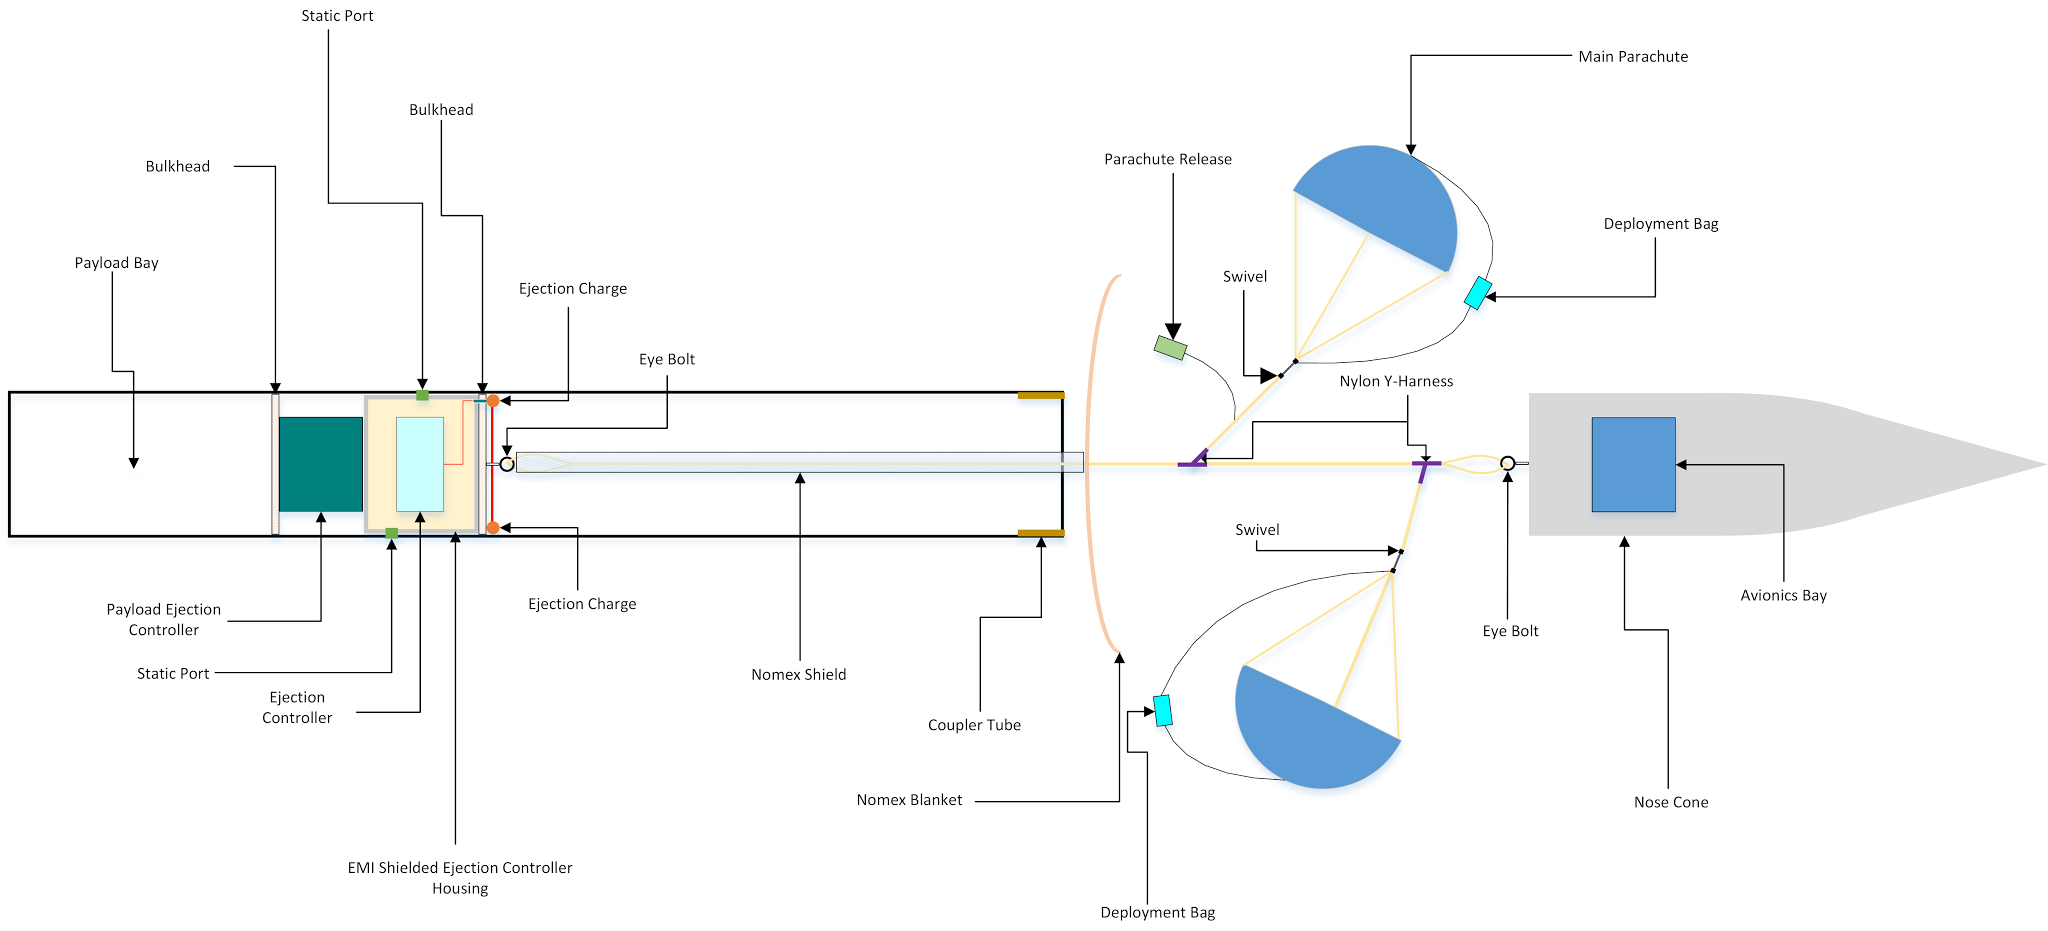 Static Port
Main Parachute
Bulkhead
Parachute Release
Bulkhead
Deployment Bag
Payload Bay
Swivel
Ejection Charge
Eye Bolt
Nylon Y-Harness
Swivel
Avionics Bay
Ejection Charge
Payload Ejection
Controller
Eye Bolt
Static Port
Nomex Shield
Ejection
Controller
Coupler Tube
Nomex Blanket
Nose Cone
EMI Shielded Ejection Controller
Housing
Deployment Bag